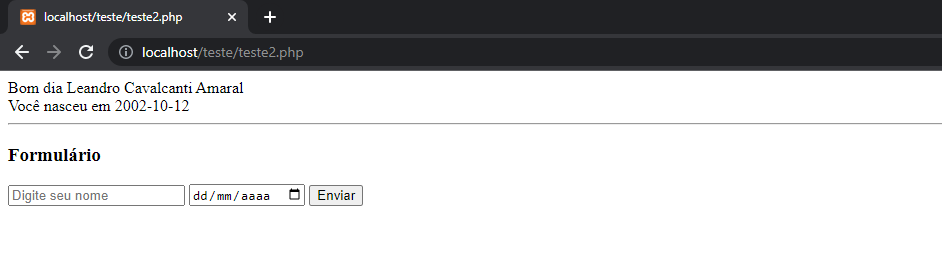 localhost/teste/teste2.php
localhost/teste/teste2.php
Bom dia Leandro Cavalcanti Amaral
Você nasceu em 2002-10-12
Formulário
Digite seu nome dd/mm/aaaa Enviar